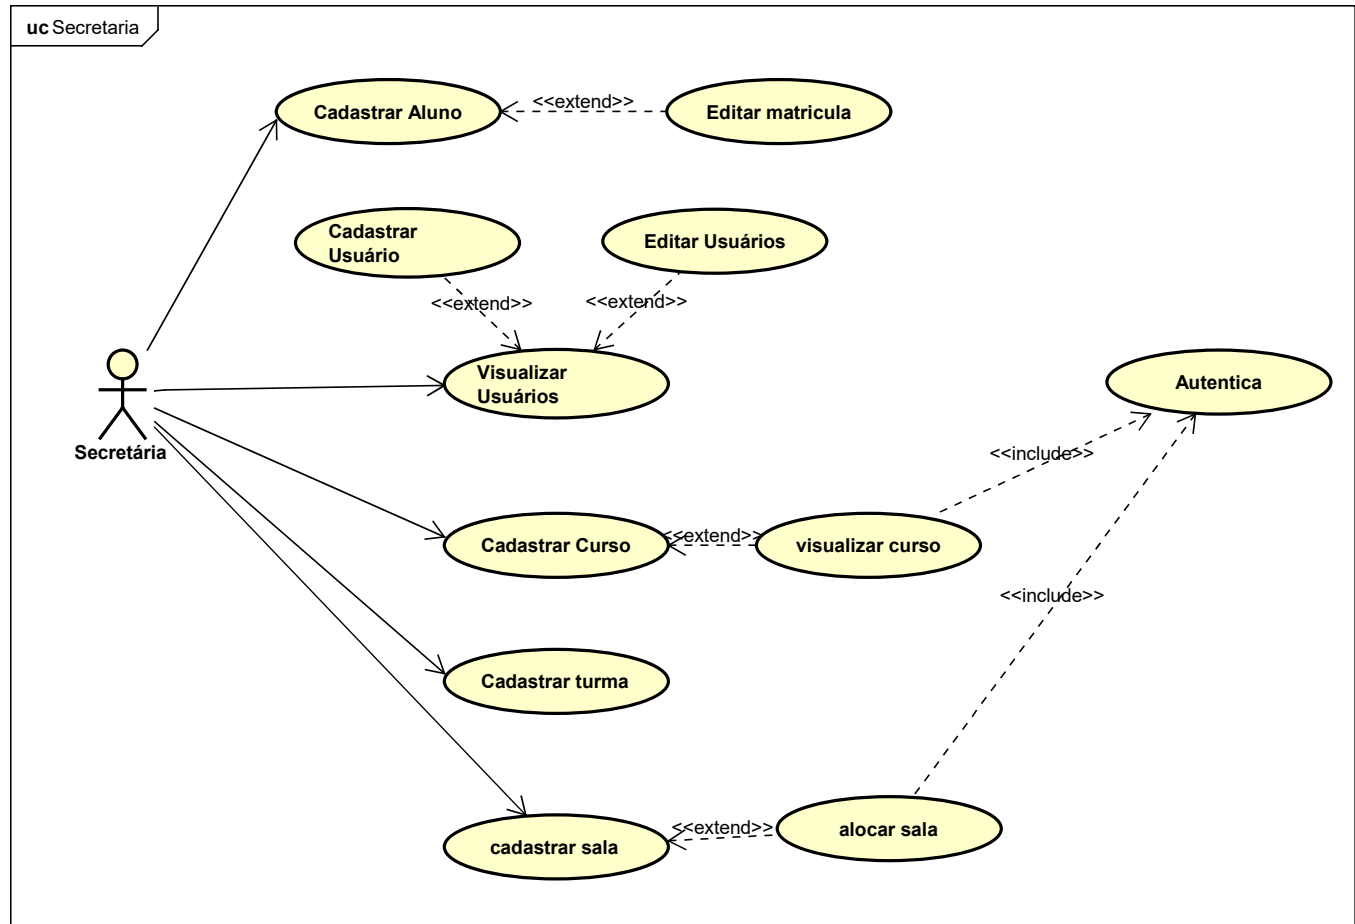 uc Secretaria
Cadastrar Aluno
<<extend>>
Editar matricula
Cadastrar
Usuário
Editar Usuários
<<extend>>
<<extend>>
Visualizar
Usuários
Autentica
Secretária
<<include>>
Cadastrar Curso
<<extend>>
visualizar curso
<<include>>
Cadastrar turma
cadastrar sala
<<extend>>
alocar sala